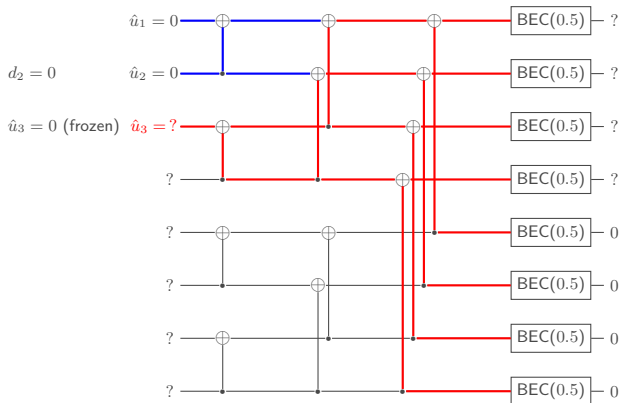 û₁ = 0 BEC(0.5) ?
d₂ = 0 û₂ = 0 BEC(0.5) ?
û₃ = 0 (frozen) û₃ = ? BEC(0.5) ?
? BEC(0.5) ?
? BEC(0.5) 0
? BEC(0.5) 0
? BEC(0.5) 0
? BEC(0.5) 0